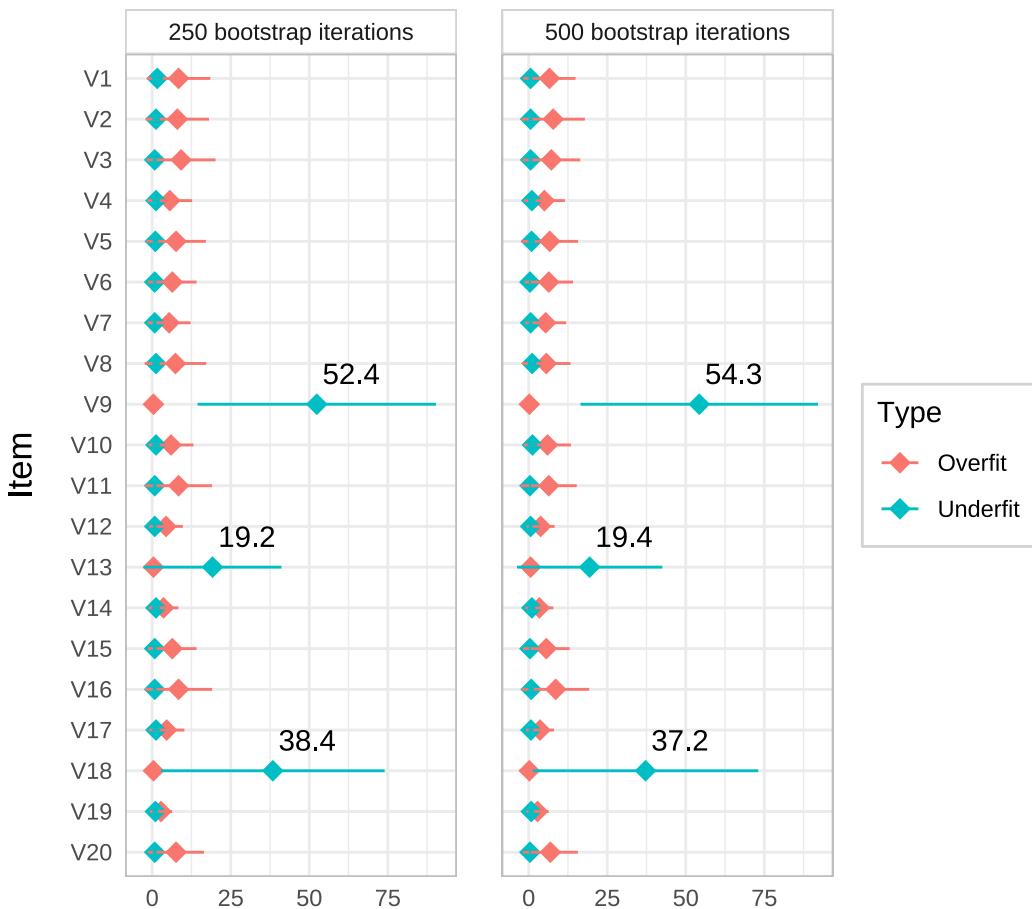 250 bootstrap iterations
500 bootstrap iterations
V1
V2
V3
V4
V5
V6
V7
V8
52.4
54.3
V9
V10
V11
V12
19.2
19.4
V13
V14
V15
V16
V17
38.4
37.2
V18
V19
V20
0
25
50
75
0
25
50
75
Item
Type
Overfit
Underfit